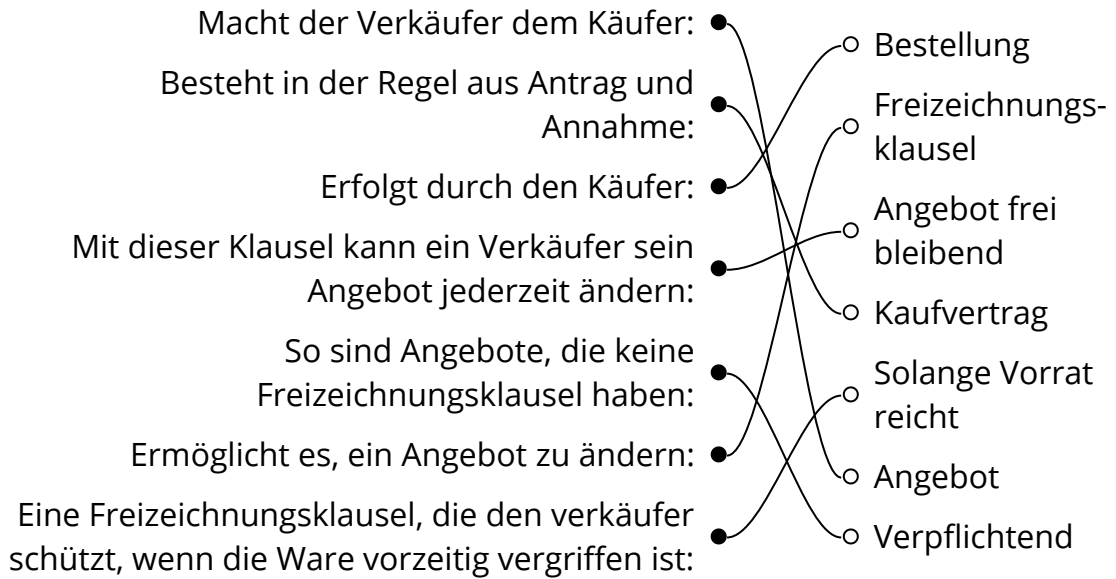 Macht der Verkäufer dem Käufer:
Besteht in der Regel aus Antrag und
Annahme:
Erfolgt durch den Käufer:
Mit dieser Klausel kann ein Verkäufer sein
Angebot jederzeit ändern:
So sind Angebote, die keine
Freizeichnungsklausel haben:
Ermöglicht es, ein Angebot zu ändern:
Eine Freizeichnungsklausel, die den verkäufer
schützt, wenn die Ware vorzeitig vergriffen ist:
Bestellung
Freizeichnungs-
klausel
Angebot frei
bleibend
Kaufvertrag
Solange Vorrat
reicht
Angebot
Verpflichtend